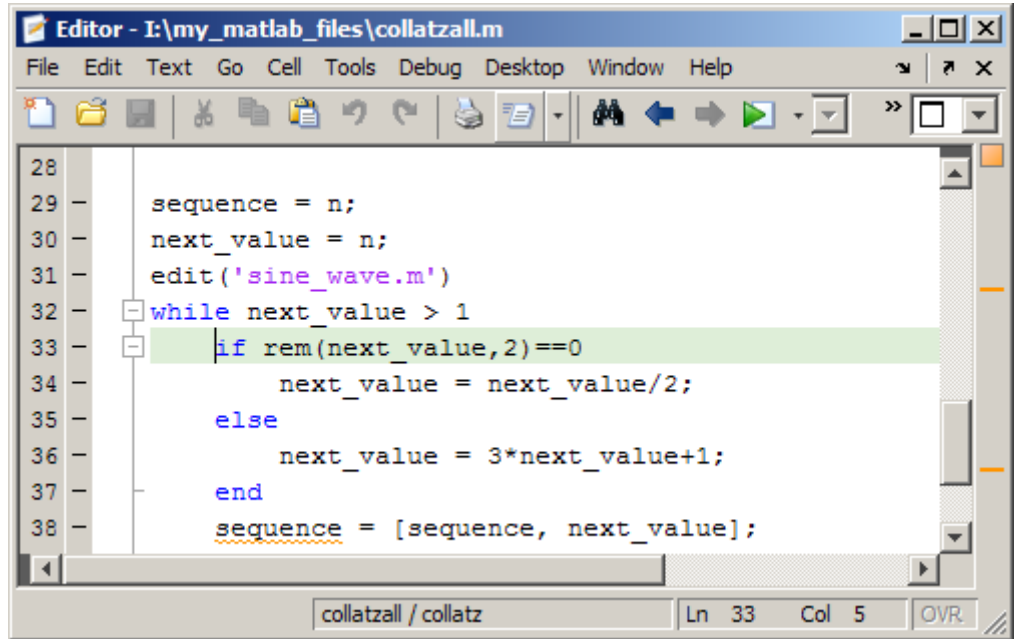 Editor - I:\my_matlab_files\collatzall.m
File Edit Text Go Cell Tools Debug Desktop Window Help
28
29 - sequence = n;
30 - next_value = n;
31 - edit('sine_wave.m')
32 - while next_value > 1
33 - if rem(next_value,2)==0
34 - next_value = next_value/2;
35 - else
36 - next_value = 3*next_value+1;
37 - end
38 - sequence = [sequence, next_value];
collatzall / collatz Ln 33 Col 5 OVR